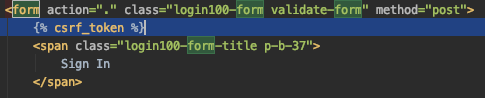 <form action="." class="login100-form validate-form" method="post">
{% csrf_token %}
<span class="login100-form-title p-b-37">
Sign In
</span>